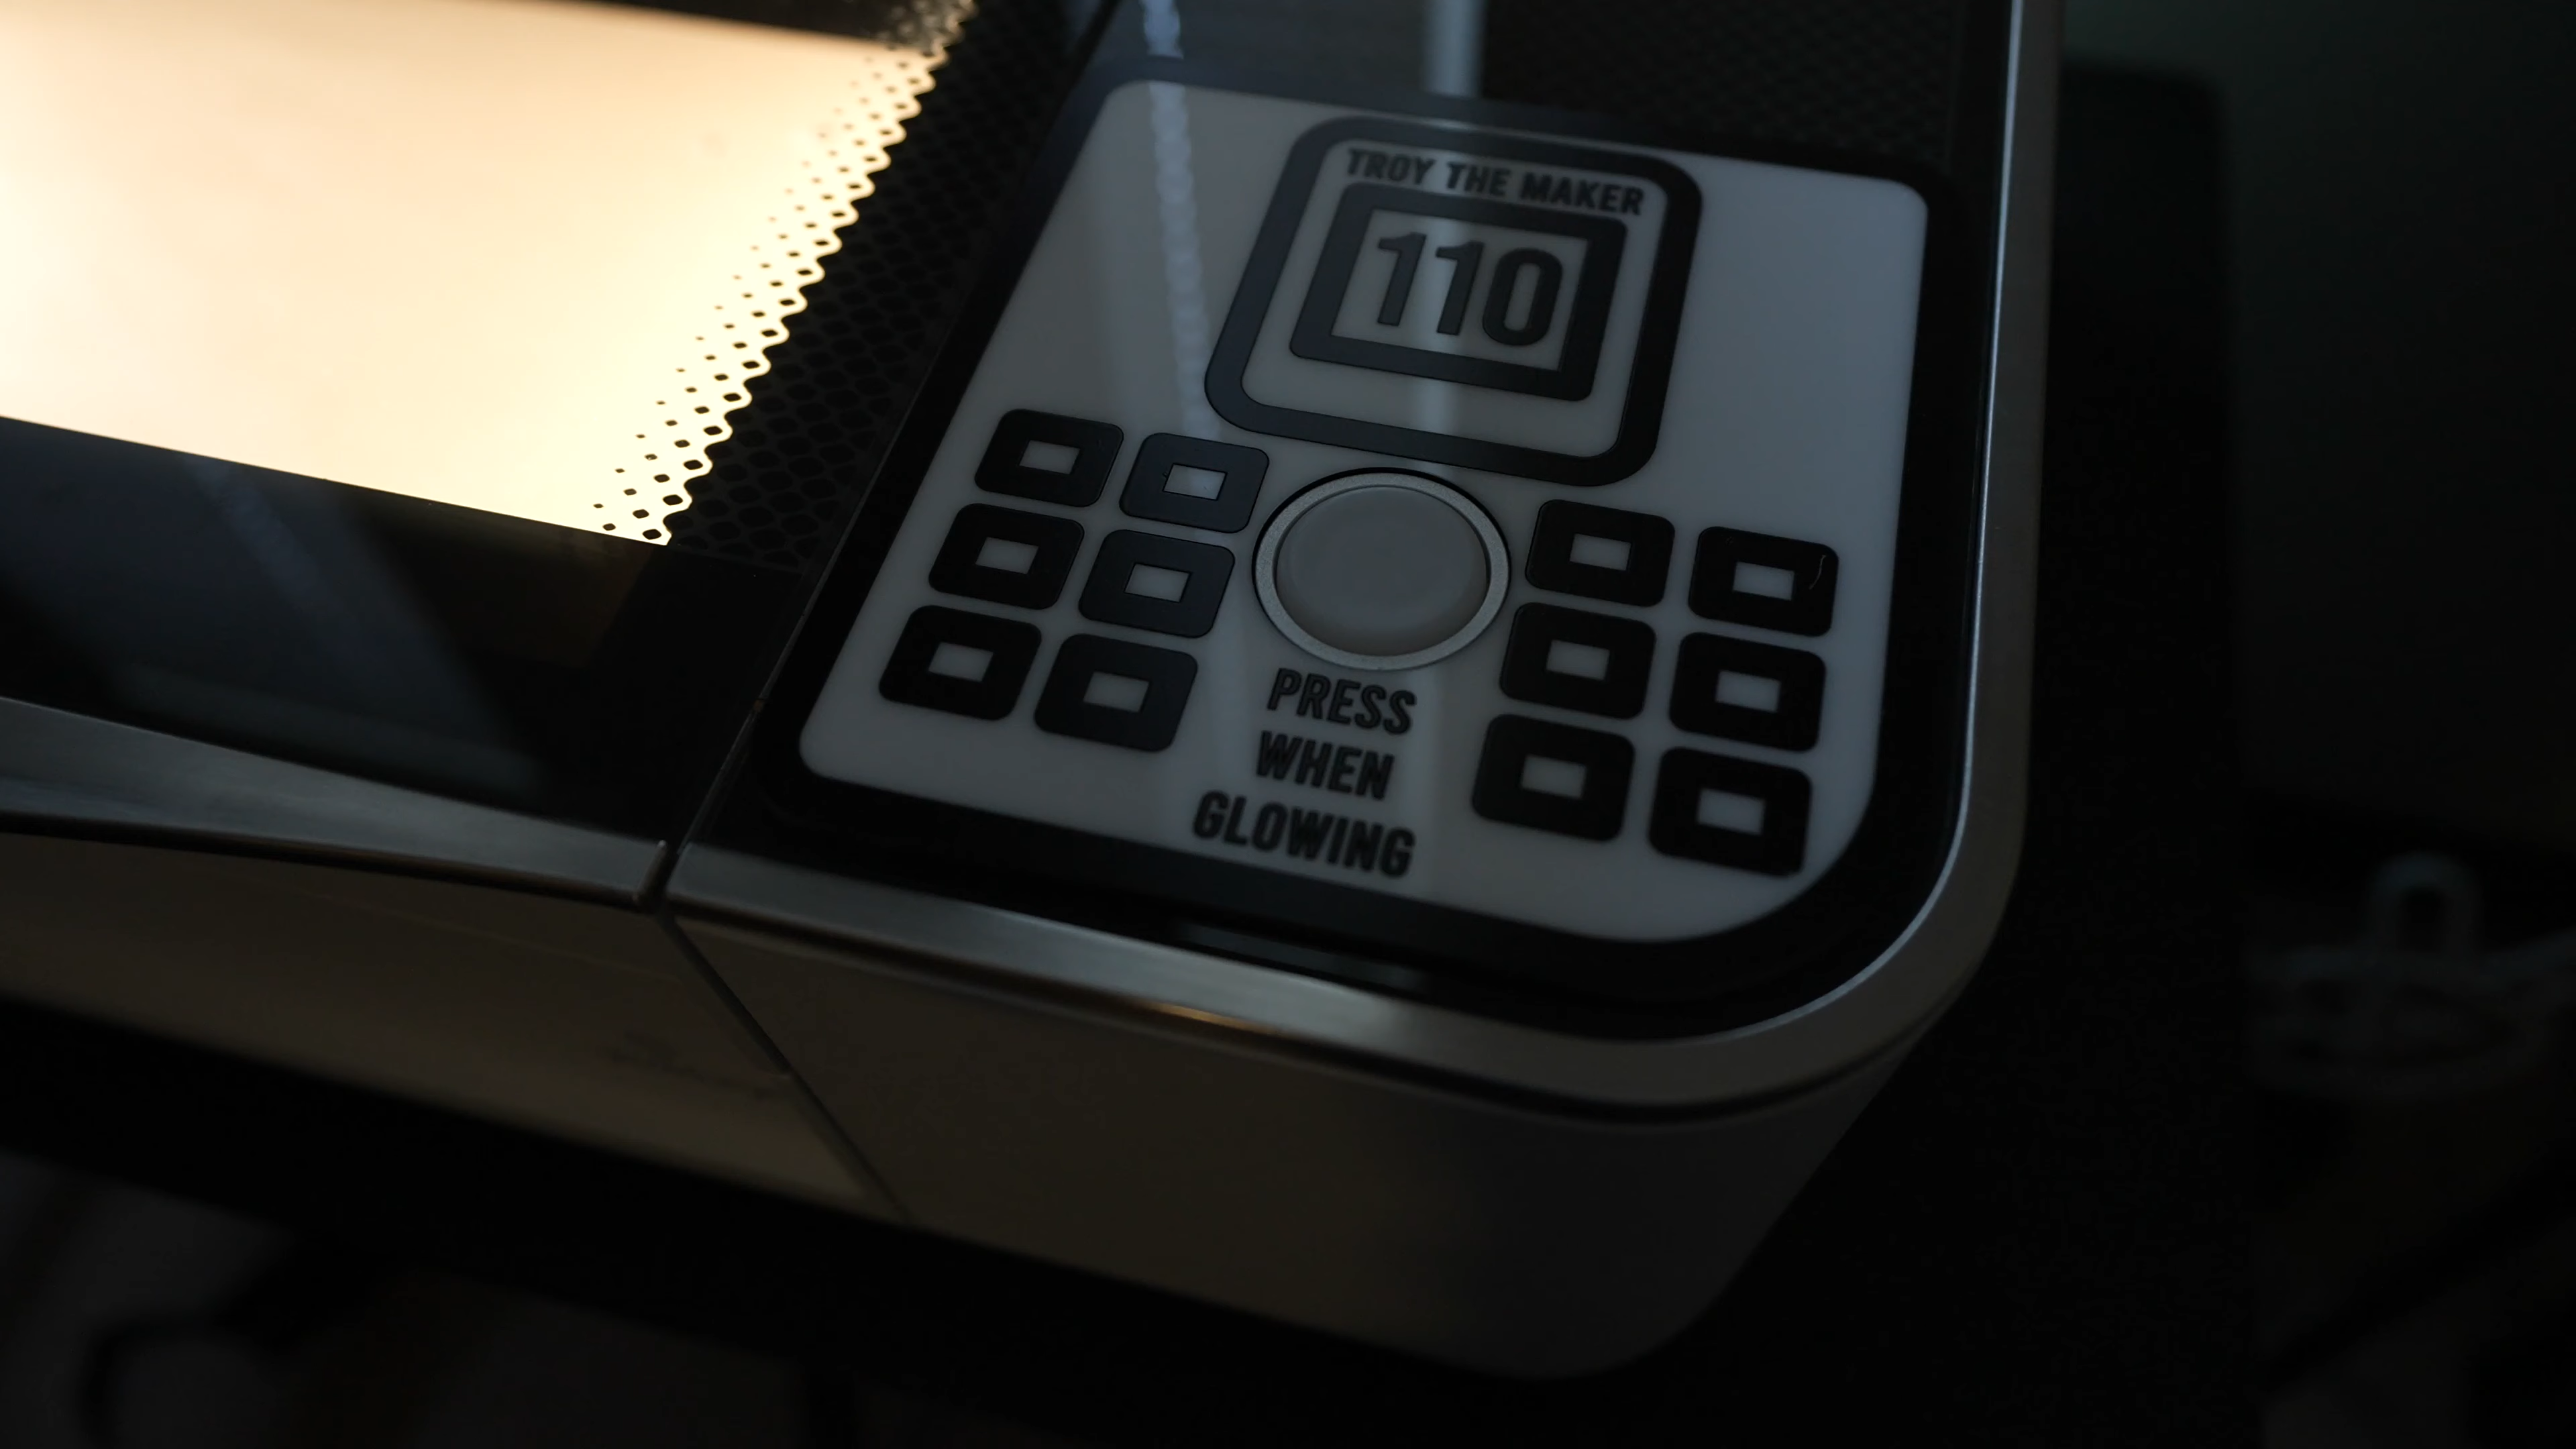 TROY THE MAKER
110
PRESS
WHEN
GLOWING